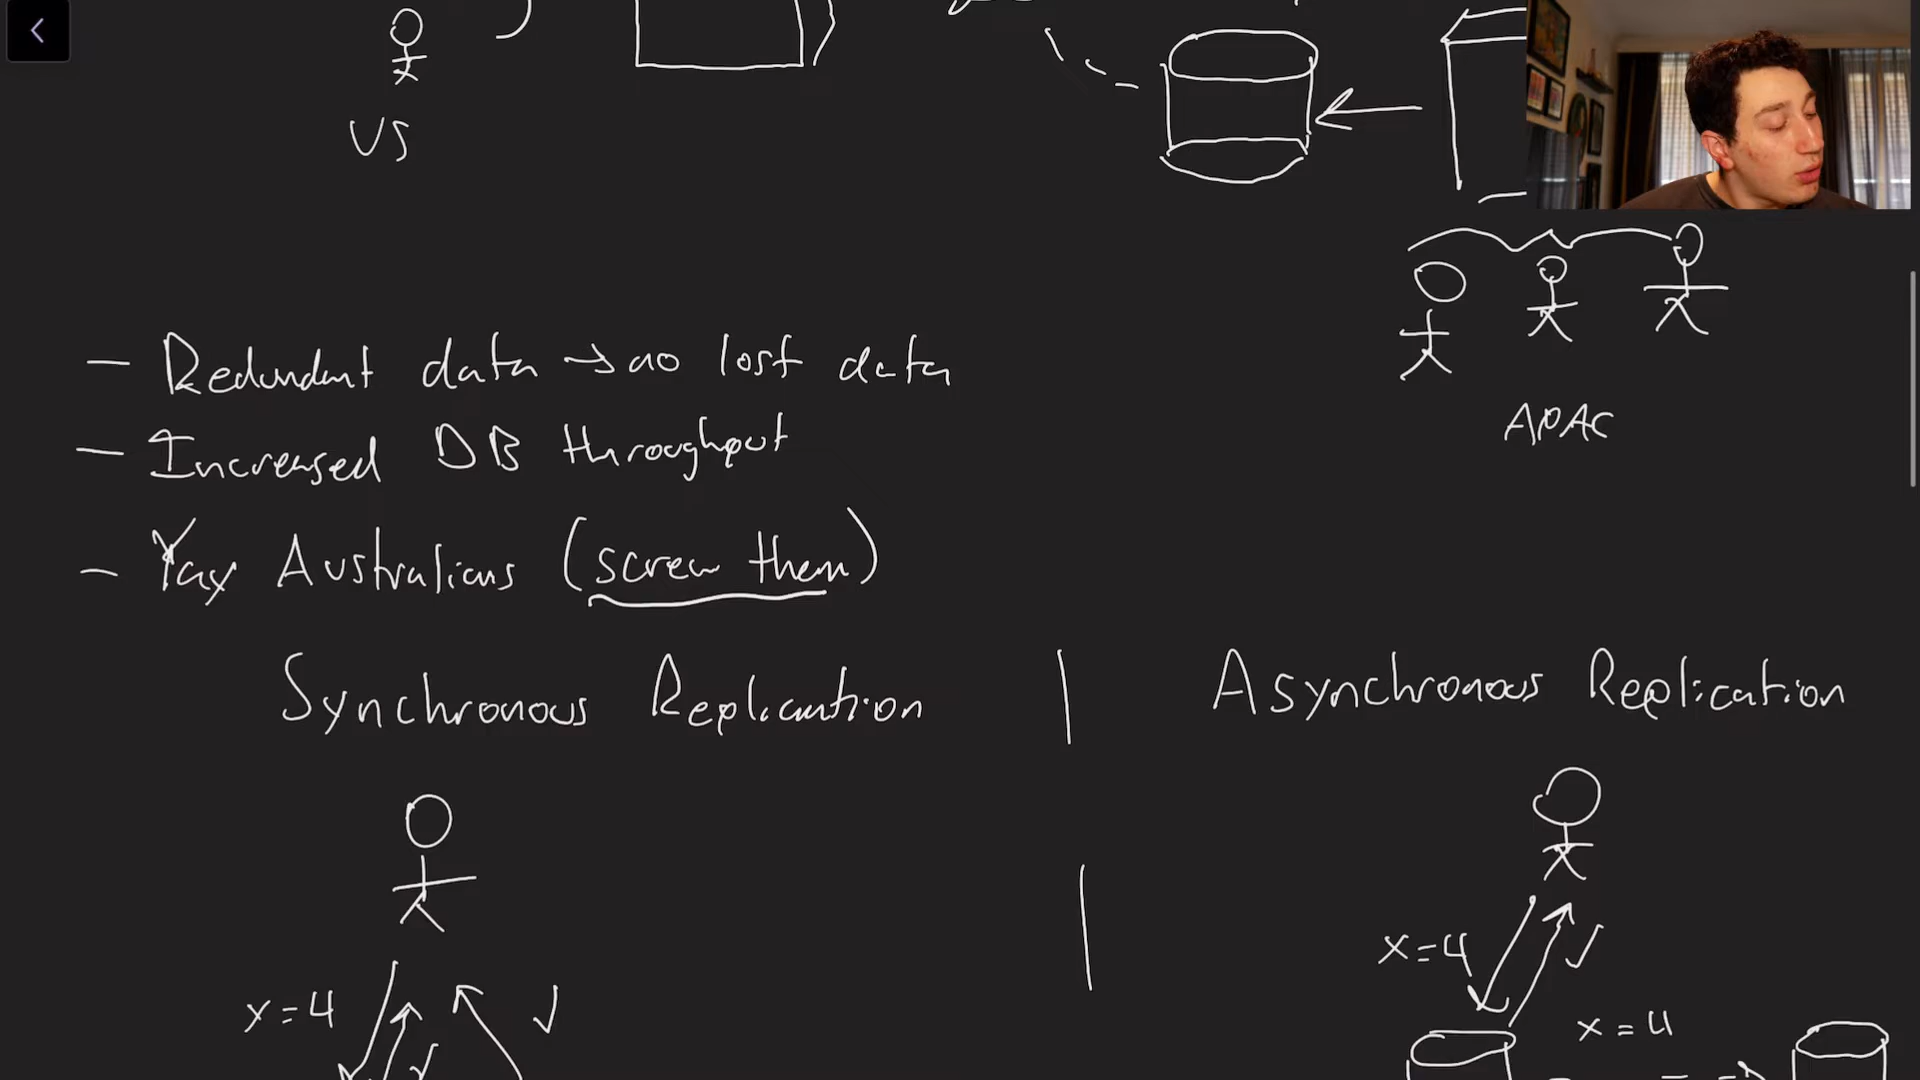 US
- Redundant data → no lost data
APAC
- Increased DB throughput
- Yay Australians (screw them)
Synchronous Replication | Asynchronous Replication
x=4 √
x=4 √
√
x=4